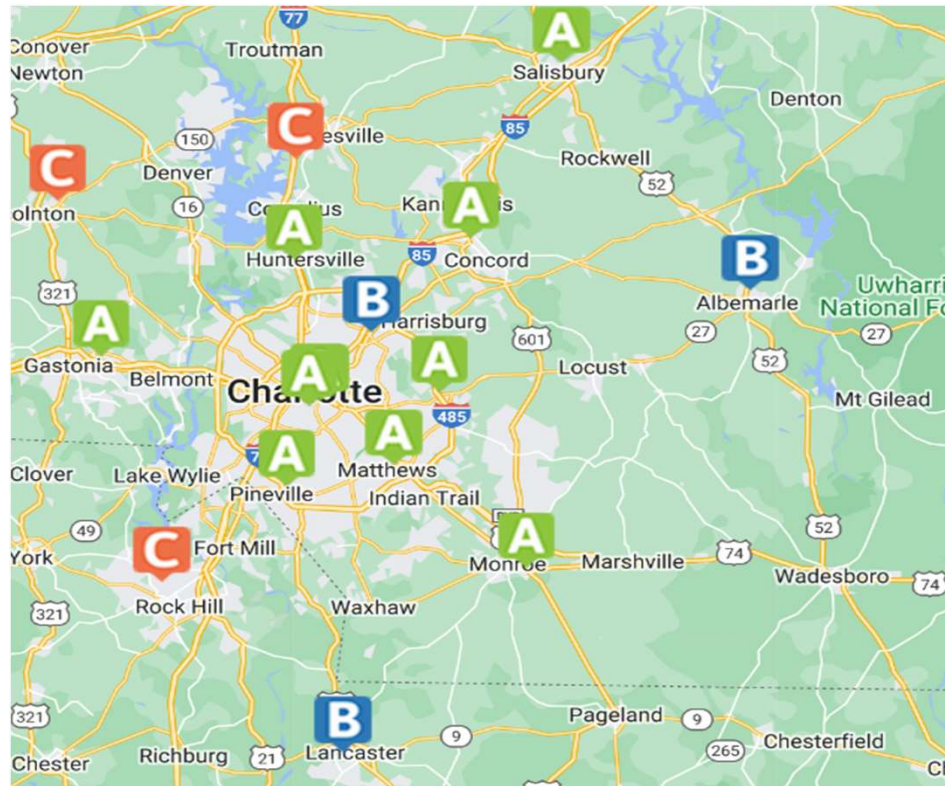 77
A
Conover
Troutman
Newton
Salisbury
Denton
C
85
150
esville
Rockwell
C
Denver
52
olnton
16
A
Kan
is
A
Huntersville
85
Concord
B
321
Albemarle
Uwharri
National Fo
B
Harrisburg
A
27
27
601
A
Gastonia
Belmont
A
Charlotte
Locust
52
Mt Gilead
485
A
Matthews
A
Clover
Lake Wylie
Pineville
Indian Trail
49
York
C
Fort Mill
A
Monroe
Marshville
74
52
Wadesboro
74
321
Rock Hill
Waxhaw
321
B
Lancaster
9
Pageland
9
265
Chesterfield
Chester
Richburg
21